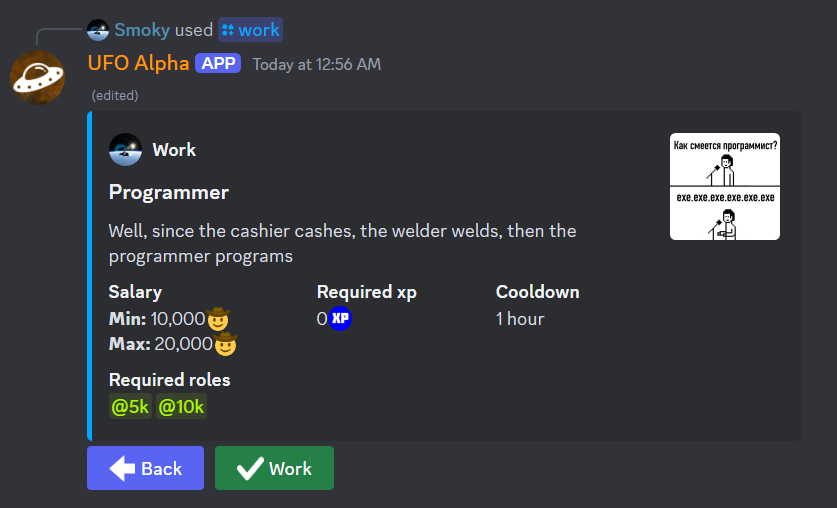 Smoky used work
UFO Alpha APP Today at 12:56 AM
(edited)
Work
Как смеется программист?
exe.exe.exe.exe.exe.exe
Programmer
Well, since the cashier cashes, the welder welds, then the
programmer programs
Salary Required xp Cooldown
Min: 10,000 0 XP 1 hour
Max: 20,000
Required roles
@5k @10k
Back Work